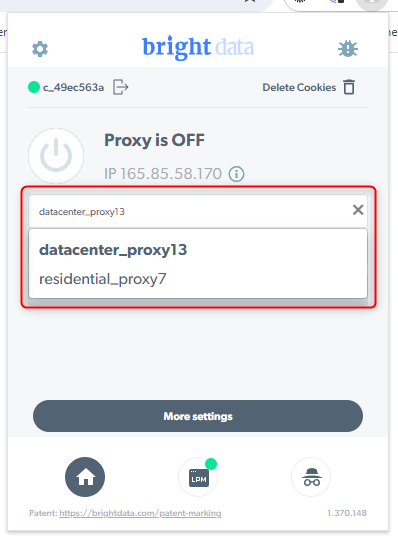 bright data
c_49ec563a
Delete Cookies
Proxy is OFF
IP 165.85.58.170
datacenter_proxy13
datacenter_proxy13
residential_proxy7
More settings
LPM
Patent: https://brightdata.com/patent-marking
1.370.148